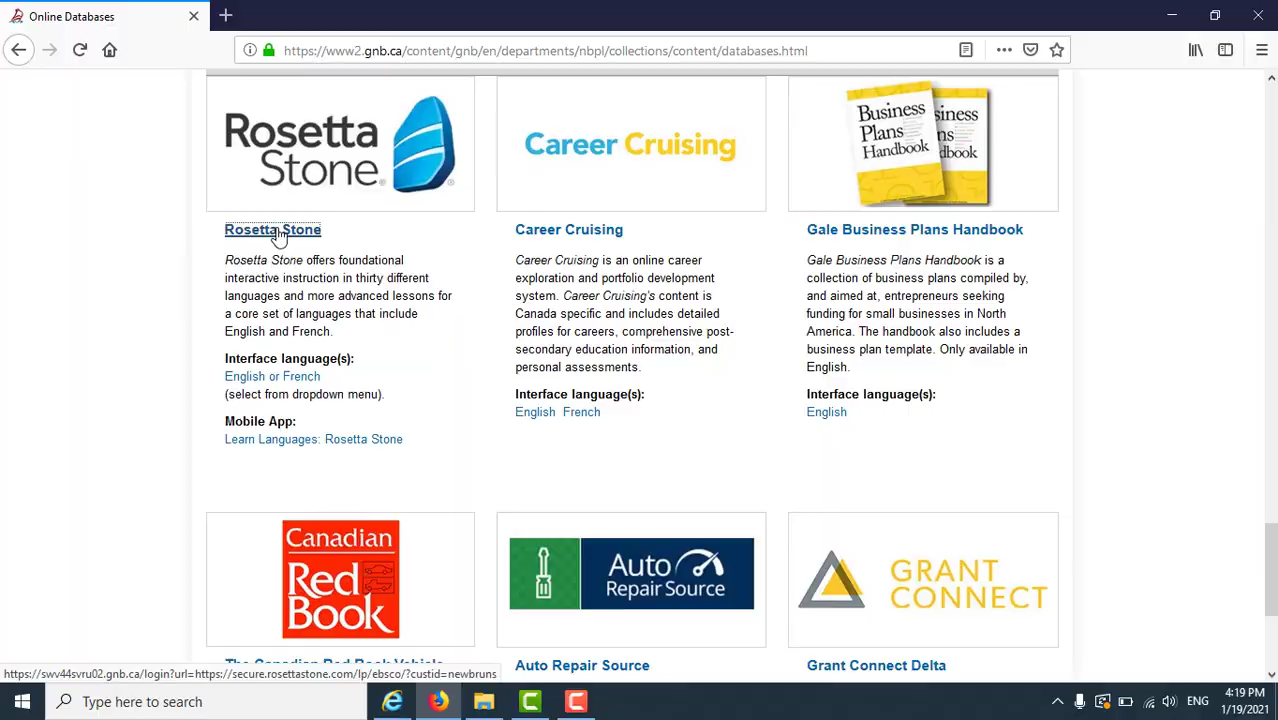 Online Databases
https://www2.gnb.ca/content/gnb/en/departments/nbpl/collections/content/databases.html
Rosetta
Stone
Career Cruising
Business
Plans
Handbook
Rosetta Stone
Rosetta Stone offers foundational
interactive instruction in thirty different
languages and more advanced lessons for
a core set of languages that include
English and French.
Interface language(s):
English or French
(select from dropdown menu).
Mobile App:
Learn Languages: Rosetta Stone
Career Cruising
Career Cruising is an online career
exploration and portfolio development
system. Career Cruising's content is
Canada specific and includes detailed
profiles for careers, comprehensive post-
secondary education information, and
personal assessments.
Interface language(s):
English French
Gale Business Plans Handbook
Gale Business Plans Handbook is a
collection of business plans compiled by,
and aimed at, entrepreneurs seeking
funding for small businesses in North
America. The handbook also includes a
business plan template. Only available in
English.
Interface language(s):
English
Canadian
Red
Book
Auto
Repair Source
GRANT
CONNECT
The Canadian Red Book Vehicle
Auto Repair Source
Grant Connect Delta
https://swv44svru02.gnb.ca/login?url=https://secure.rosettastone.com/lp/ebsco/?custid=newbruns
Type here to search
ENG
4:19 PM
1/19/2021